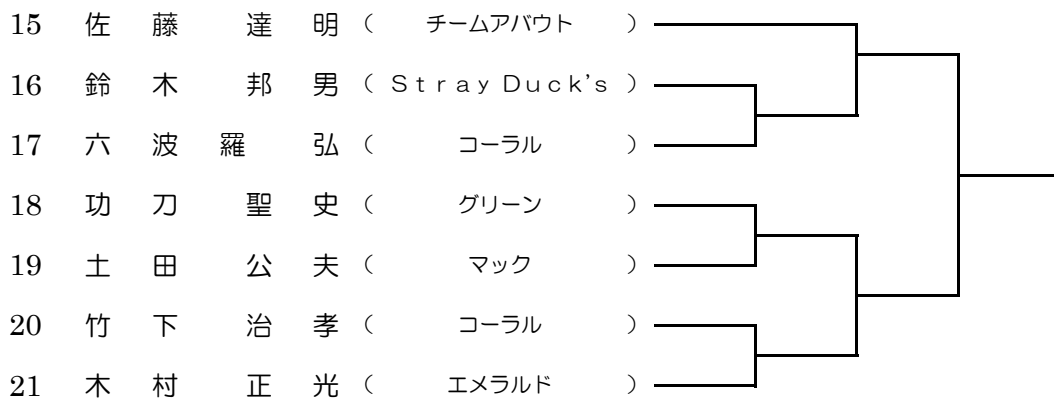 15 佐藤 達明 ( チームアバウト )
16 鈴木 邦男 ( Stray Duck's )
17 六波羅 弘 ( コーラル )
18 功刀 聖史 ( グリーン )
19 土田 公夫 ( マック )
20 竹下 治孝 ( コーラル )
21 木村 正光 ( エメラルド )